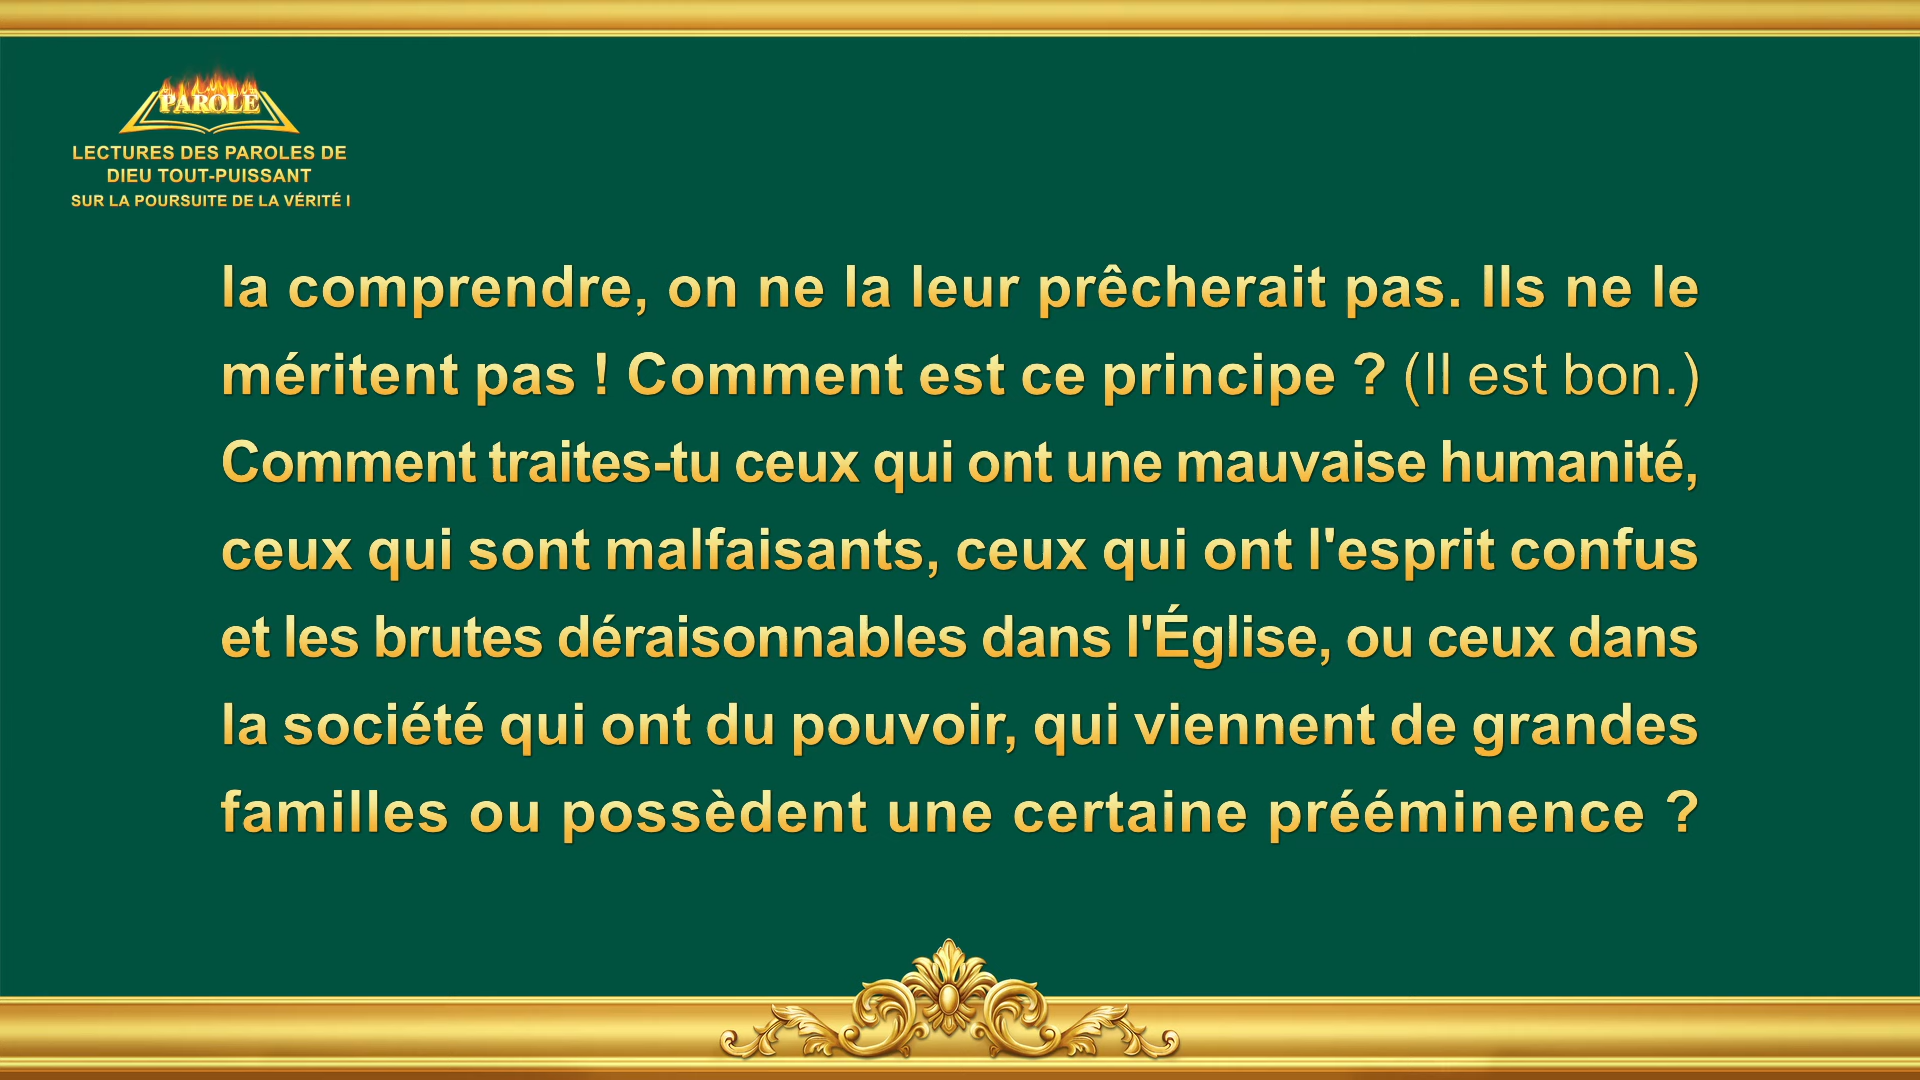 PAROLE
LECTURES DES PAROLES DE
DIEU TOUT-PUISSANT
SUR LA POURSUITE DE LA VÉRITÉ I
la comprendre, on ne la leur prêcherait pas. Ils ne le
méritent pas ! Comment est ce principe ? (Il est bon.)
Comment traites-tu ceux qui ont une mauvaise humanité,
ceux qui sont malfaisants, ceux qui ont l'esprit confus
et les brutes déraisonnables dans l'Église, ou ceux dans
la société qui ont du pouvoir, qui viennent de grandes
familles ou possèdent une certaine prééminence ?